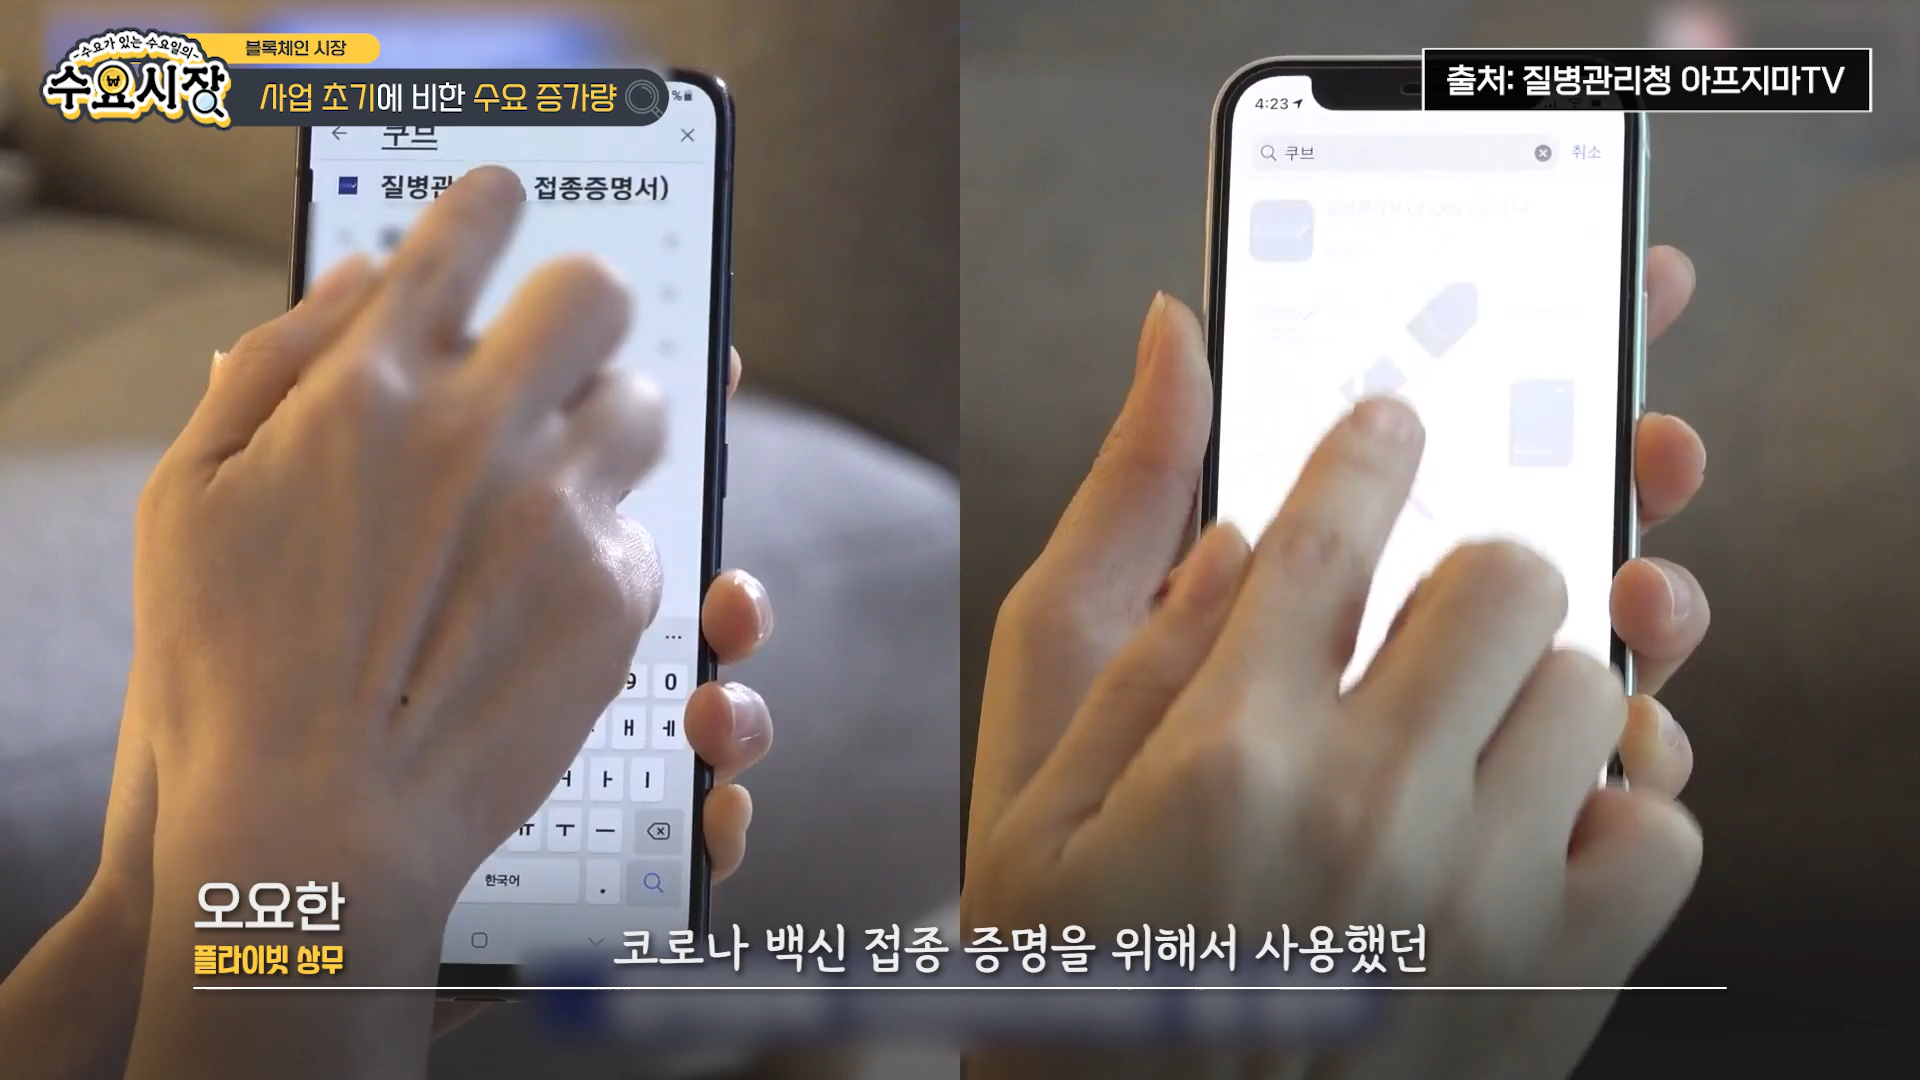 -수요가 있는 수요일의-
수요시장
블록체인 시장
사업 초기에 비한 수요 증가량
출처: 질병관리청 아프지마TV
쿠브
접종증명서)
4:23
쿠브
취소
9 0
ㅐ ㅔ
ㅓ ㅏ ㅣ
ㅠ ㅜ ㅡ
한국어
.
오요한
플라이빗 상무
코로나 백신 접종 증명을 위해서 사용했던